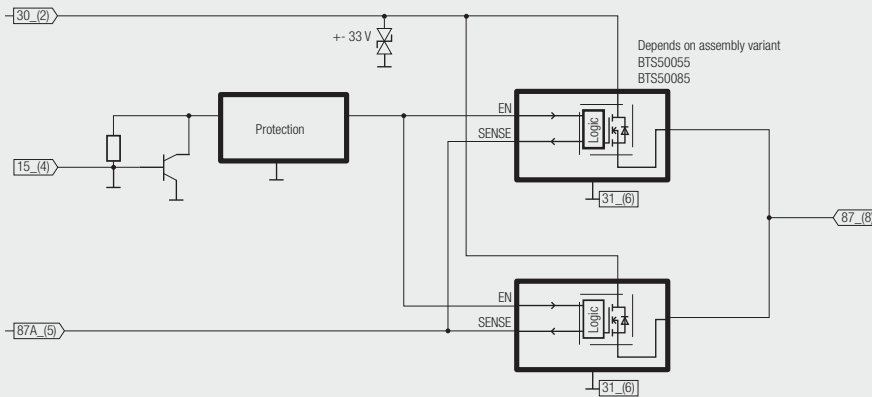 30_(2)
+- 33 V
Depends on assembly variant
BTS50055
BTS50085
EN
SENSE
Logic
Protection
15_(4)
31_(6)
87_(8)
EN
SENSE
Logic
87A_(5)
31_(6)